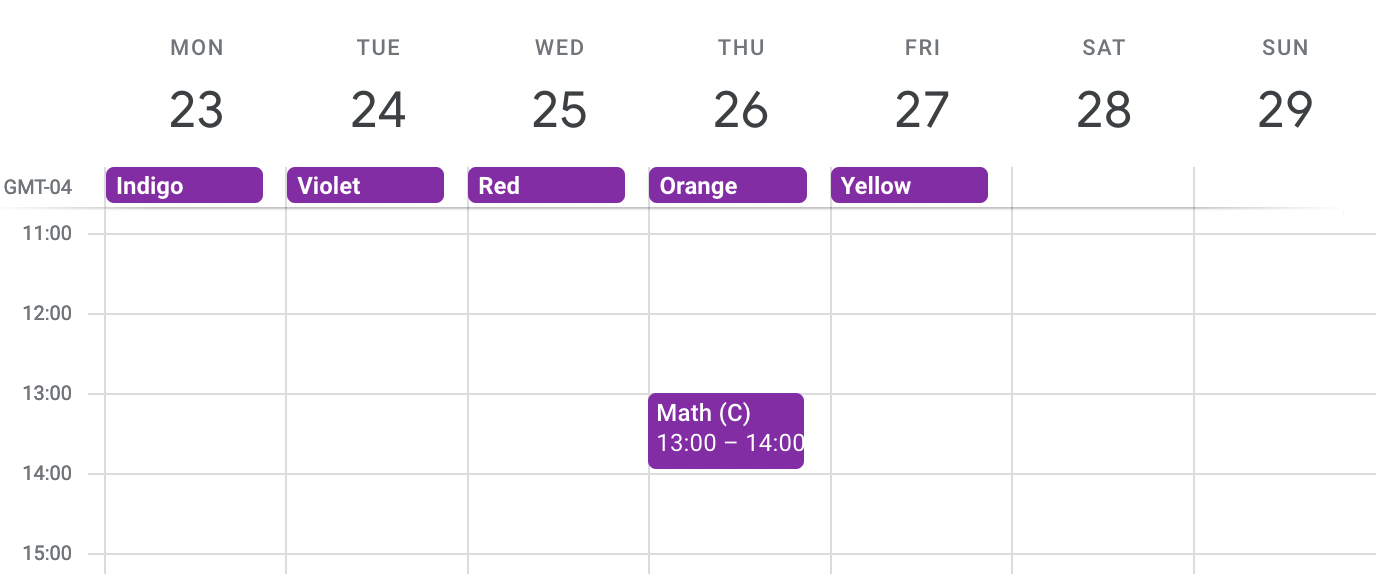 MON TUE WED THU FRI SAT SUN
23 24 25 26 27 28 29
GMT-04 Indigo Violet Red Orange Yellow
11:00
12:00
13:00
Math (C)
13:00 – 14:00
14:00
15:00